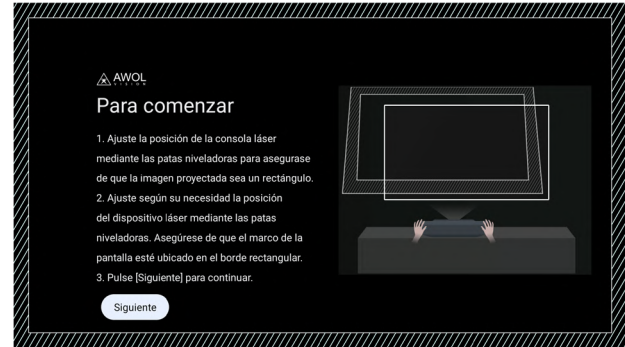 AWOL
VISION
Para comenzar
1. Ajuste la posición de la consola láser
mediante las patas niveladoras para asegurase
de que la imagen proyectada sea un rectángulo.
2. Ajuste según su necesidad la posición
del dispositivo láser mediante las patas
niveladoras. Asegúrese de que el marco de la
pantalla esté ubicado en el borde rectangular.
3. Pulse [Siguiente] para continuar.
Siguiente